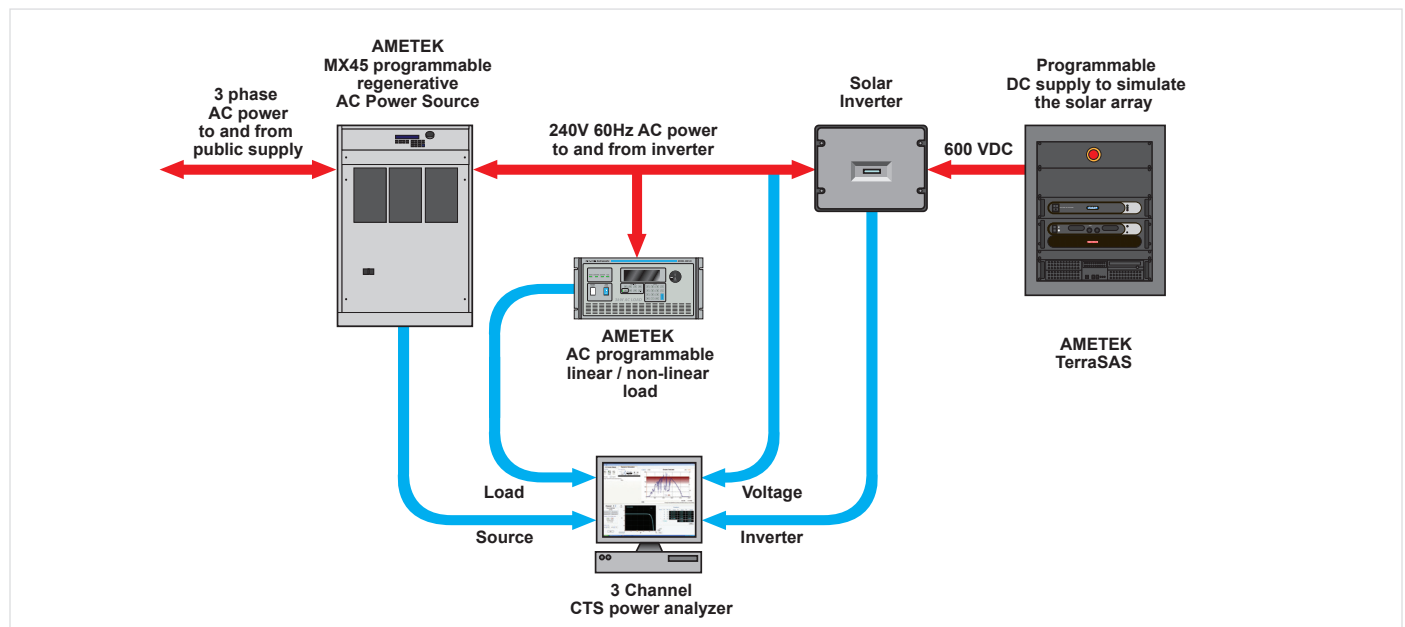 AMETEK
MX45 programmable
regenerative
AC Power Source
3 phase
AC power
to and from
public supply
240V 60Hz AC power
to and from inverter
Solar
Inverter
600 VDC
Programmable
DC supply to simulate
the solar array
AMETEK
AC programmable
linear / non-linear
load
AMETEK
TerraSAS
Load
Voltage
Source
Inverter
3 Channel
CTS power analyzer